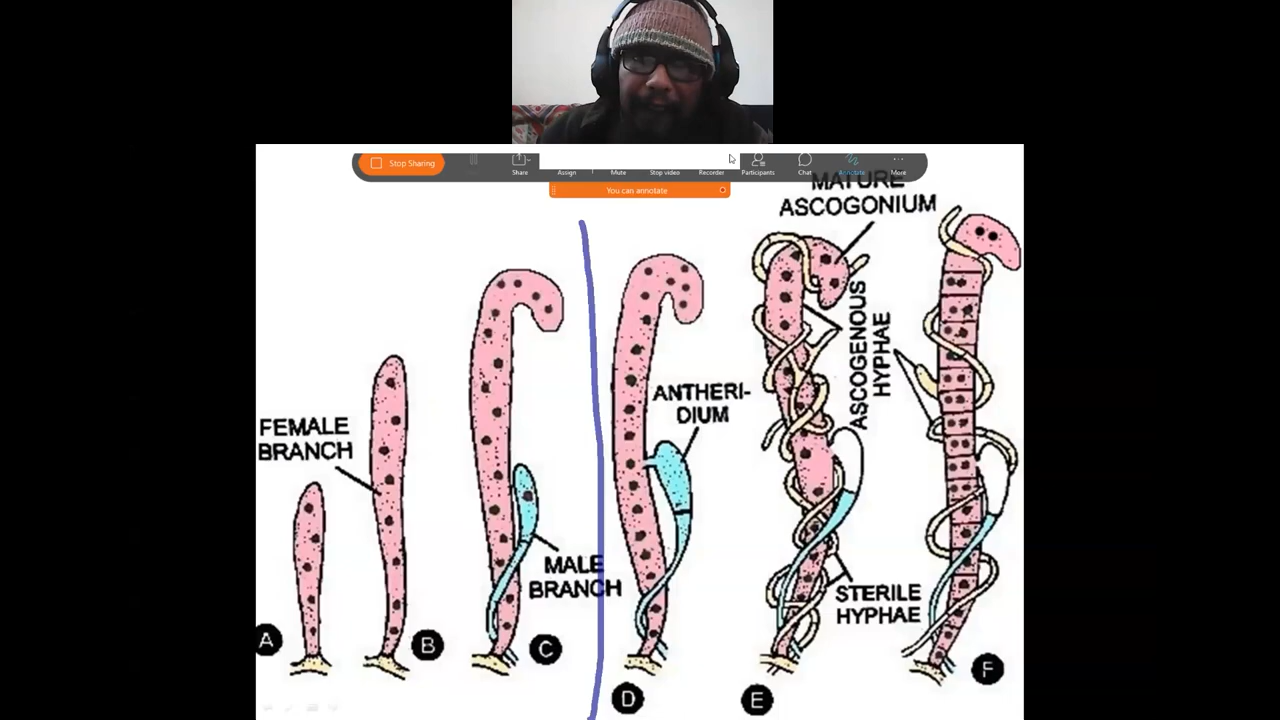 Stop Sharing
Share
Assign
Mute
Stop video
Recorder
Participants
Chat
Annotate
More
You can annotate
MATURE
ASCOGONIUM
ASCOGENOUS
HYPHAE
ANTHERI-
DIUM
FEMALE
BRANCH
MALE
BRANCH
STERILE
HYPHAE
A
B
C
D
E
F